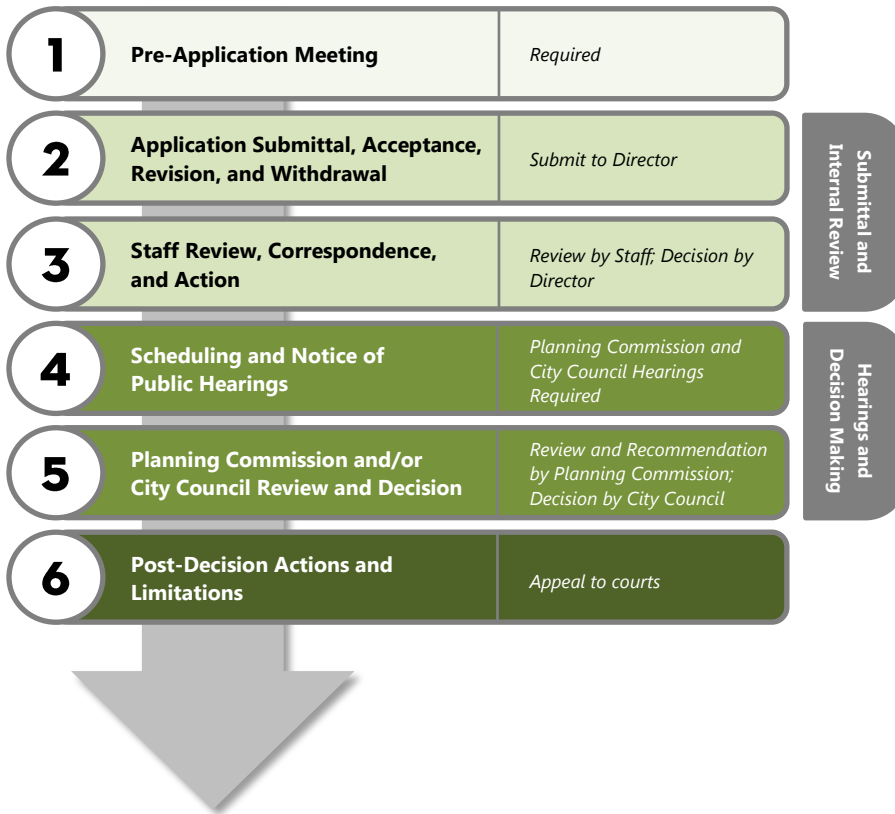 1
Pre-Application Meeting
Required
2
Application Submittal, Acceptance,
Revision, and Withdrawal
Submit to Director
3
Staff Review, Correspondence,
and Action
Review by Staff; Decision by
Director
Submittal and
Internal Review
4
Scheduling and Notice of
Public Hearings
Planning Commission and
City Council Hearings
Required
5
Planning Commission and/or
City Council Review and Decision
Review and Recommendation
by Planning Commission;
Decision by City Council
Hearings and
Decision Making
6
Post-Decision Actions and
Limitations
Appeal to courts